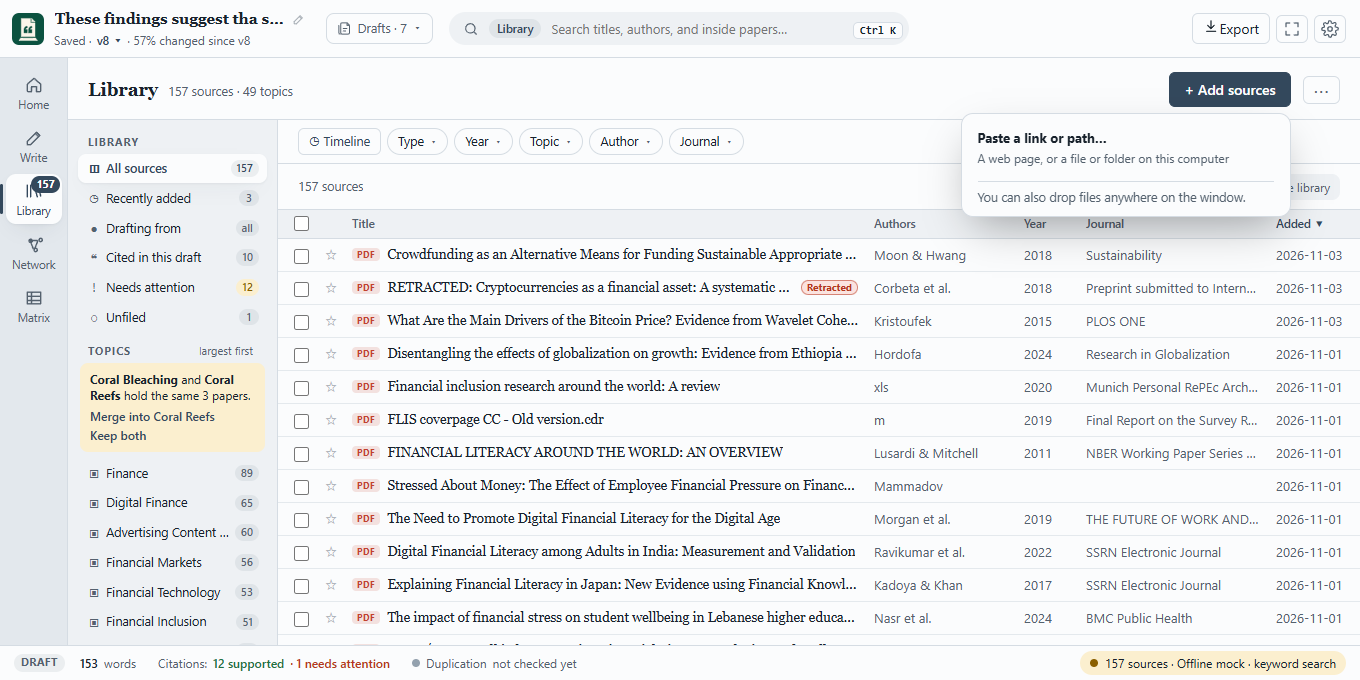 These findings suggest tha s...
Saved · v8 · 57% changed since v8
Drafts · 7
Library Search titles, authors, and inside papers... Ctrl K
Export
Home
Write
157
Library
Network
Matrix
Library 157 sources · 49 topics
+ Add sources
...
Paste a link or path...
A web page, or a file or folder on this computer
You can also drop files anywhere on the window.
LIBRARY
All sources 157
Recently added 3
Drafting from all
Cited in this draft 10
Needs attention 12
Unfiled 1
TOPICS largest first
Coral Bleaching and Coral
Reefs hold the same 3 papers.
Merge into Coral Reefs
Keep both
Finance 89
Digital Finance 65
Advertising Content ... 60
Financial Markets 56
Financial Technology 53
Financial Inclusion 51
Timeline Type Year Topic Author Journal
157 sources
library
Title Authors Year Journal Added ▼
PDF Crowdfunding as an Alternative Means for Funding Sustainable Appropriate ... Moon & Hwang 2018 Sustainability 2026-11-03
PDF RETRACTED: Cryptocurrencies as a financial asset: A systematic ... Retracted Corbeta et al. 2018 Preprint submitted to Intern... 2026-11-03
PDF What Are the Main Drivers of the Bitcoin Price? Evidence from Wavelet Cohe... Kristoufek 2015 PLOS ONE 2026-11-03
PDF Disentangling the effects of globalization on growth: Evidence from Ethiopia ... Hordofa 2024 Research in Globalization 2026-11-01
PDF Financial inclusion research around the world: A review xls 2020 Munich Personal RePEc Arch... 2026-11-01
PDF FLIS coverpage CC - Old version.cdr m 2019 Final Report on the Survey R... 2026-11-01
PDF FINANCIAL LITERACY AROUND THE WORLD: AN OVERVIEW Lusardi & Mitchell 2011 NBER Working Paper Series ... 2026-11-01
PDF Stressed About Money: The Effect of Employee Financial Pressure on Financ... Mammadov 2026-11-01
PDF The Need to Promote Digital Financial Literacy for the Digital Age Morgan et al. 2019 THE FUTURE OF WORK AND... 2026-11-01
PDF Digital Financial Literacy among Adults in India: Measurement and Validation Ravikumar et al. 2022 SSRN Electronic Journal 2026-11-01
PDF Explaining Financial Literacy in Japan: New Evidence using Financial Knowl... Kadoya & Khan 2017 SSRN Electronic Journal 2026-11-01
PDF The impact of financial stress on student wellbeing in Lebanese higher educa... Nasr et al. 2024 BMC Public Health 2026-11-01
DRAFT 153 words Citations: 12 supported · 1 needs attention Duplication not checked yet
157 sources · Offline mock · keyword search